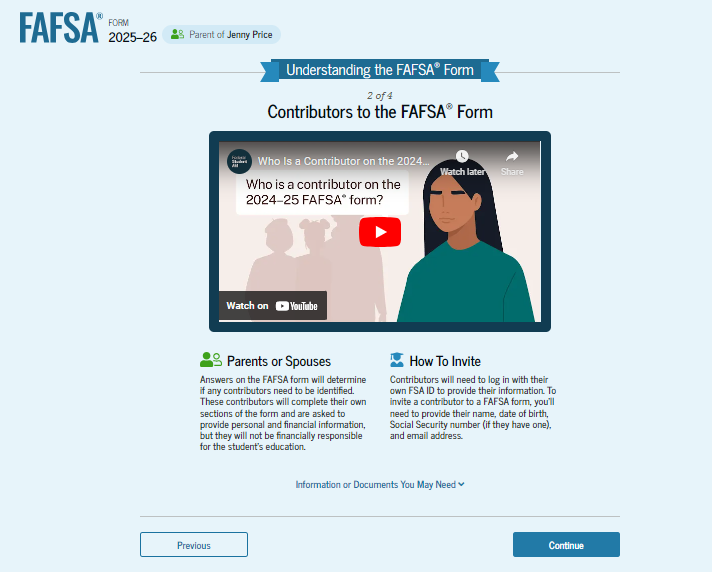 FAFSA®
FORM
2025–26
Parent of Jenny Price
Understanding the FAFSA® Form
2 of 4
Contributors to the FAFSA® Form
Federal Student Aid
Who Is a Contributor on the 2024...
Watch later
Share
Who is a contributor on the
2024–25 FAFSA® form?
Watch on YouTube
Parents or Spouses
Answers on the FAFSA form will determine
if any contributors need to be identified.
These contributors will complete their own
sections of the form and are asked to
provide personal and financial information,
but they will not be financially responsible
for the student's education.
How To Invite
Contributors will need to log in with their
own FSA ID to provide their information. To
invite a contributor to a FAFSA form, you'll
need to provide their name, date of birth,
Social Security number (if they have one),
and email address.
Information or Documents You May Need
Previous
Continue